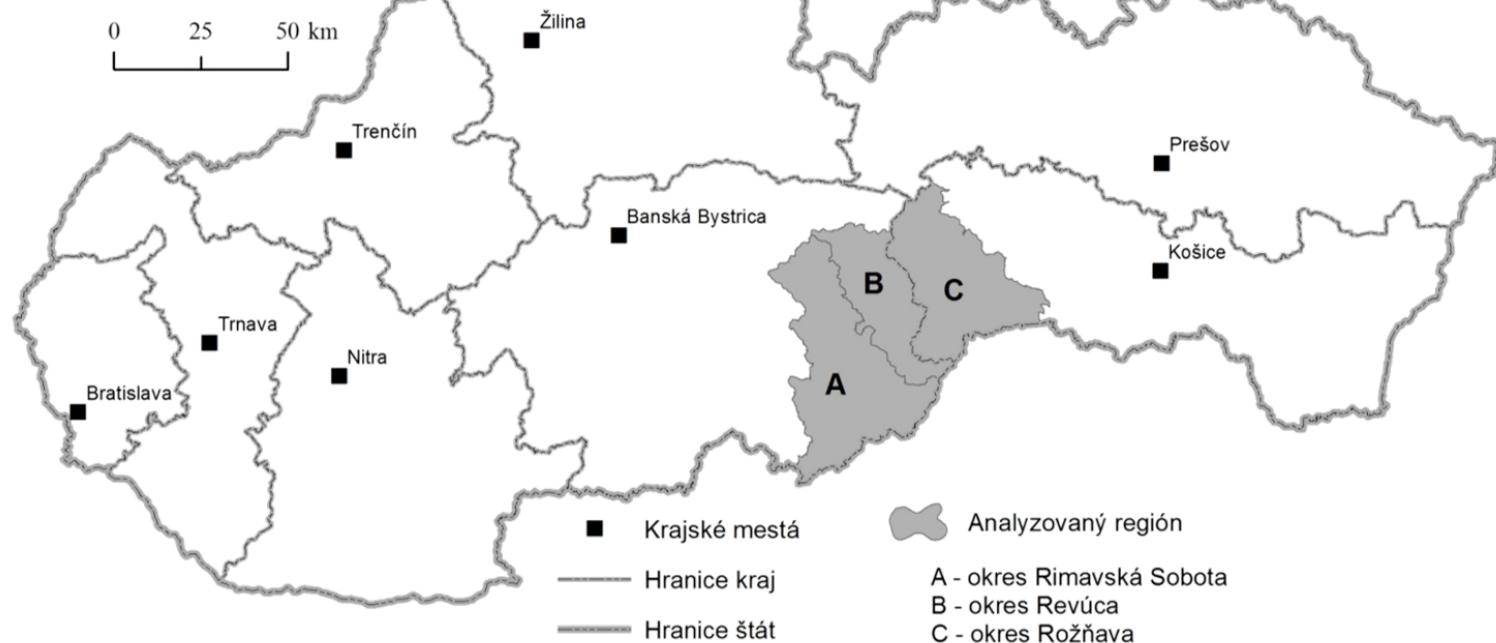 0 25 50 km
Žilina
Trenčín
Prešov
Banská Bystrica
Košice
Trnava
Nitra
Bratislava
B
C
A
Krajské mestá
Hranice kraj
Hranice štát
Analyzovaný región
A - okres Rimavská Sobota
B - okres Revúca
C - okres Rožňava